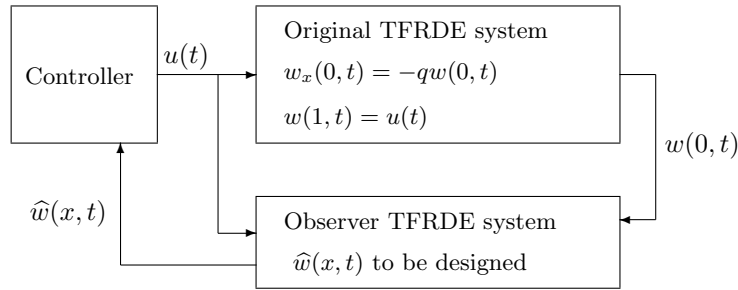 Controller
u(t)
Original TFRDE system
w_x(0, t) = −qw(0, t)
w(1, t) = u(t)
w(0, t)
ŵ(x, t)
Observer TFRDE system
ŵ(x, t) to be designed